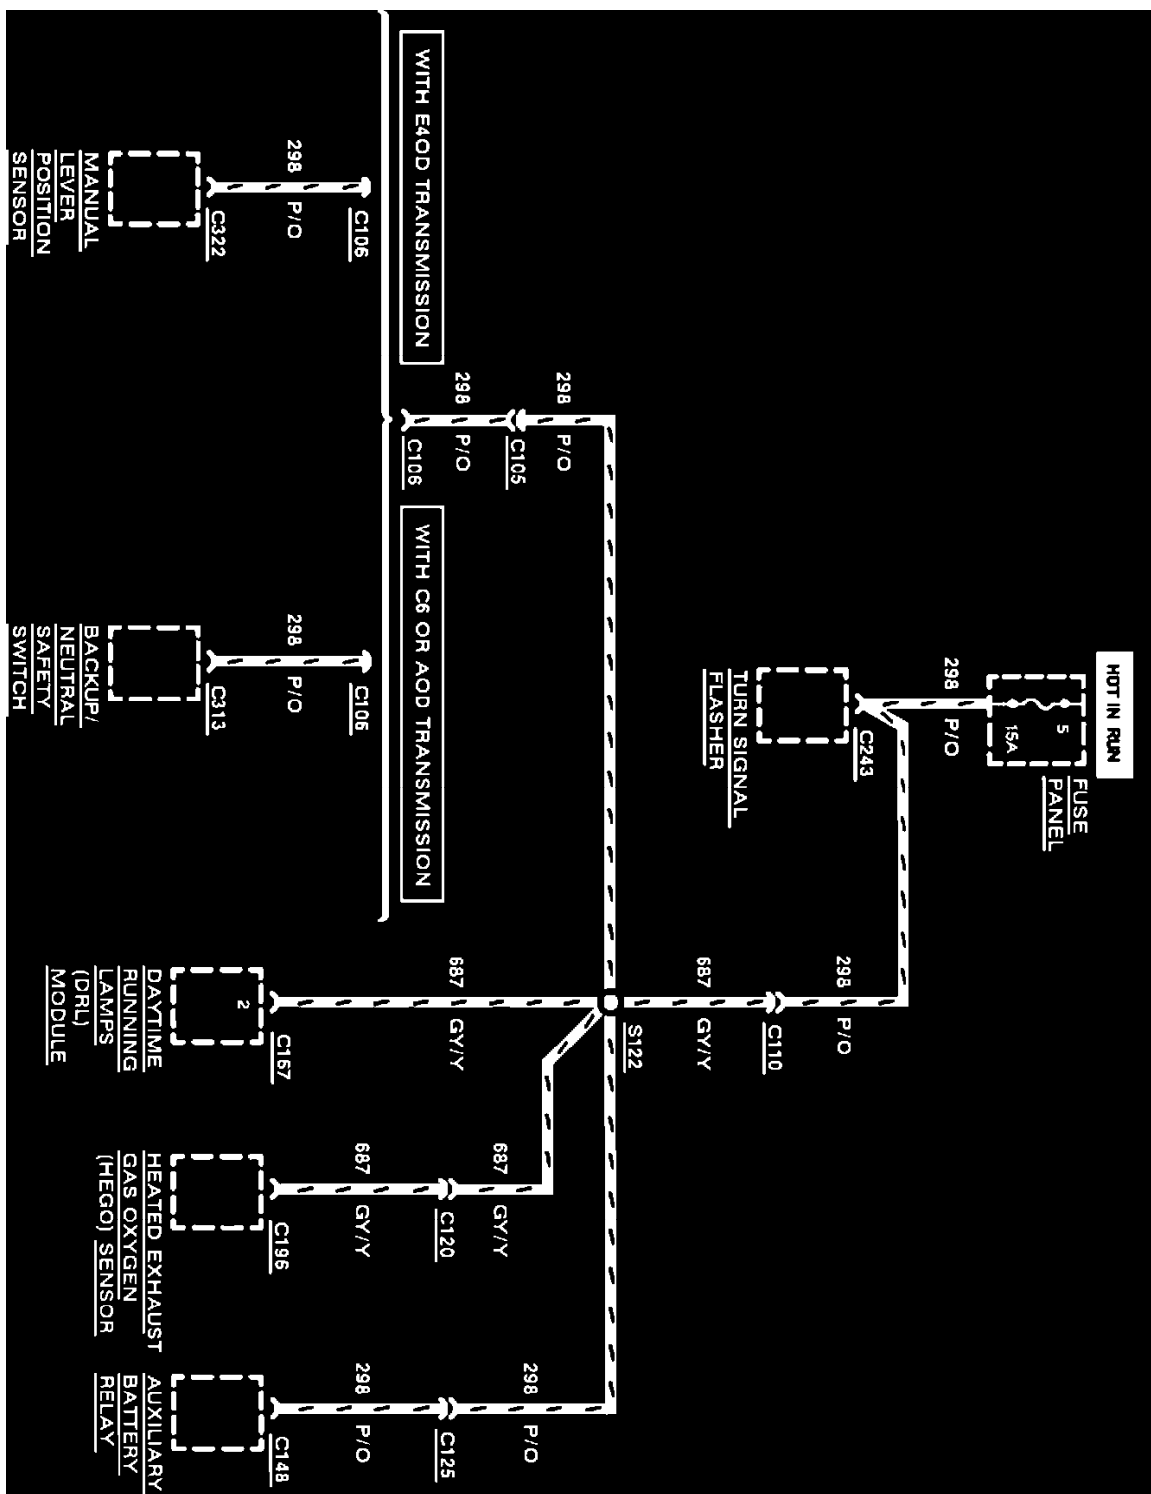 HOT IN RUN
FUSE
PANEL
5
15A
298
P/O
C243
TURN SIGNAL
FLASHER
298
P/O
C110
687
GY/Y
S122
298
P/O
C105
298
P/O
C106
WITH E4OD TRANSMISSION
WITH C6 OR AOD TRANSMISSION
C106
298
P/O
C322
MANUAL
LEVER
POSITION
SENSOR
C106
298
P/O
C313
BACKUP/
NEUTRAL
SAFETY
SWITCH
687
GY/Y
C167
2
DAYTIME
RUNNING
LAMPS
(DRL)
MODULE
687
GY/Y
C120
687
GY/Y
C196
HEATED EXHAUST
GAS OXYGEN
(HEGO) SENSOR
298
P/O
C125
298
P/O
C148
AUXILIARY
BATTERY
RELAY